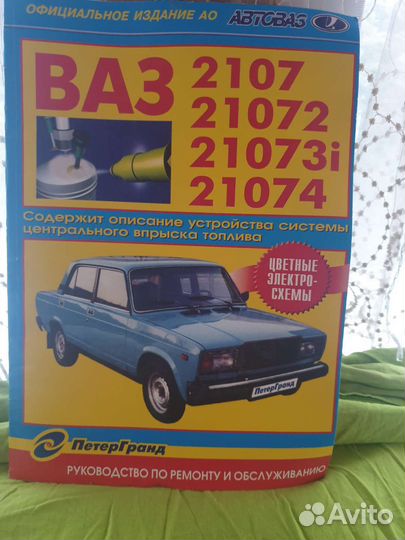 ОФИЦИАЛЬНОЕ ИЗДАНИЕ АО АВТОВАЗ
ВАЗ 2107
21072
21073i
21074
Содержит описание устройства системы
центрального впрыска топлива
ЦВЕТНЫЕ
ЭЛЕКТРО-
СХЕМЫ
ПетерГранд
ПетерГранд
РУКОВОДСТВО ПО РЕМОНТУ И ОБСЛУЖИВАНИЮ
Avito